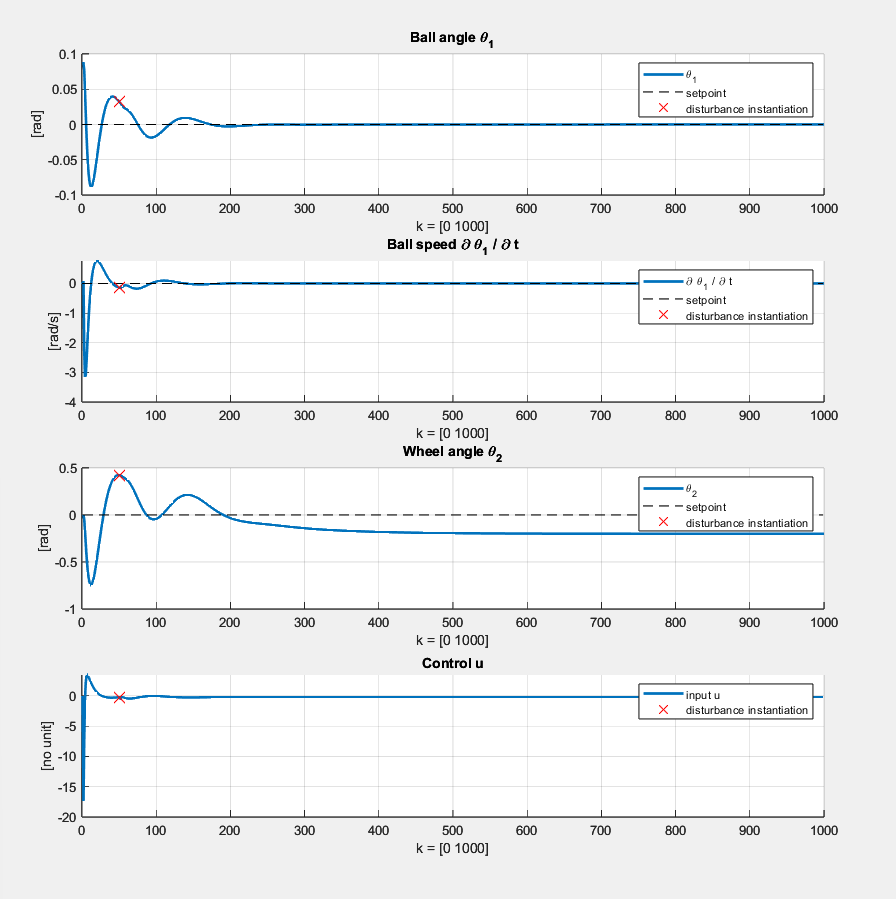 Ball angle θ₁
0.1
0.05
0
-0.05
-0.1
[rad]
θ₁
setpoint
disturbance instantiation
0 100 200 300 400 500 600 700 800 900 1000
k = [0 1000]
Ball speed ∂ θ₁ / ∂ t
0
-1
-2
-3
-4
[rad/s]
∂ θ₁ / ∂ t
setpoint
disturbance instantiation
0 100 200 300 400 500 600 700 800 900 1000
k = [0 1000]
Wheel angle θ₂
0.5
0
-0.5
-1
[rad]
θ₂
setpoint
disturbance instantiation
0 100 200 300 400 500 600 700 800 900 1000
k = [0 1000]
Control u
0
-5
-10
-15
-20
[no unit]
input u
disturbance instantiation
0 100 200 300 400 500 600 700 800 900 1000
k = [0 1000]